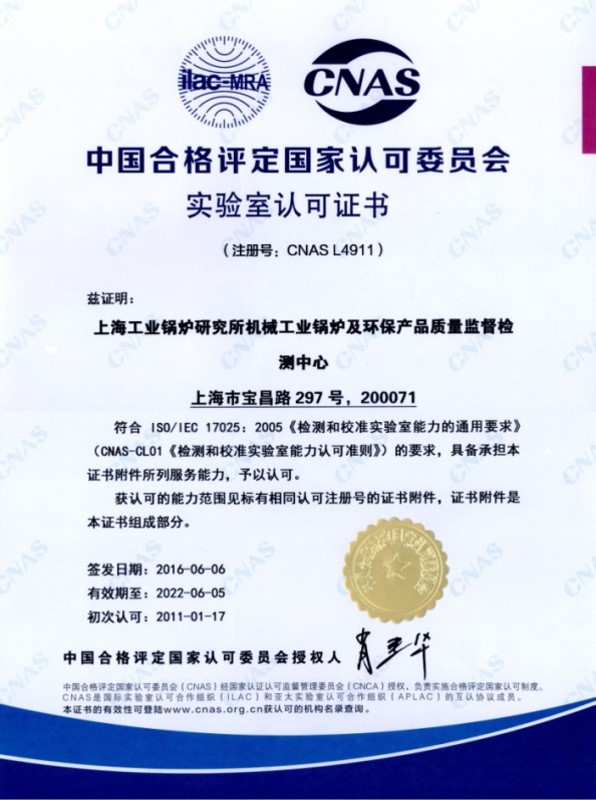 ilac-MRA
CNAS
中国合格评定国家认可委员会
实验室认可证书
（注册号：CNAS L4911）
兹证明：
上海工业锅炉研究所机械工业锅炉及环保产品质量监督检
测中心
上海市宝昌路 297 号，200071
符合 ISO/IEC 17025：2005《检测和校准实验室能力的通用要求》
（CNAS-CL01《检测和校准实验室能力认可准则》）的要求，具备承担本
证书附件所列服务能力，予以认可。
获认可的能力范围见标有相同认可注册号的证书附件，证书附件是
本证书组成部分。
签发日期：2016-06-06
有效期至：2022-06-05
初次认可：2011-01-17
中国合格评定国家认可委员会授权人
中国合格评定国家认可委员会（CNAS）经国家认证认可监督管理委员会（CNCA）授权，负责实施合格评定国家认可制度。
CNAS是国际实验室认可合作组织（ILAC）和亚太实验室认可合作组织（APLAC）的互认协议成员。
本证书的有效性可登陆www.cnas.org.cn获认可的机构名录查询。